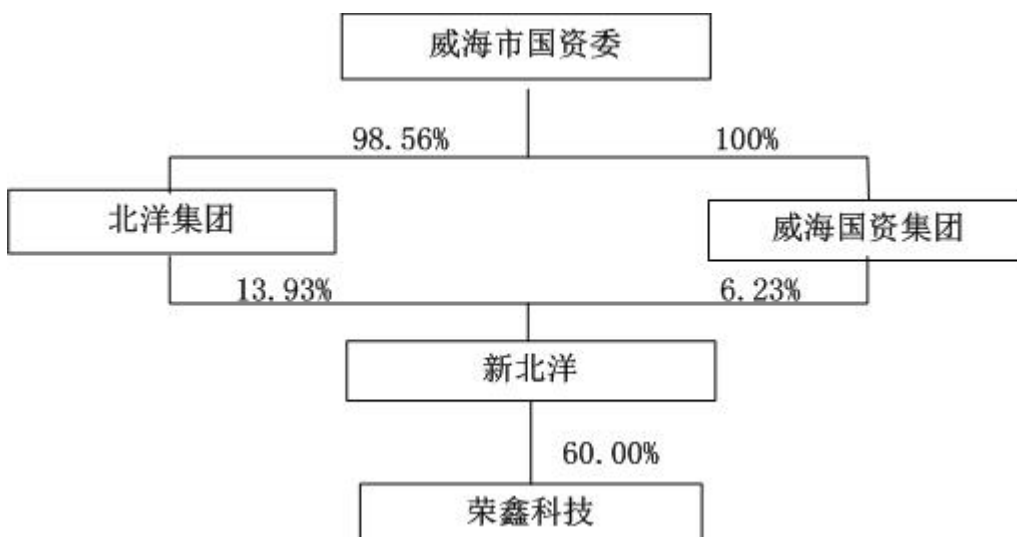 威海市国资委
98.56%
100%
北洋集团
威海国资集团
13.93%
6.23%
新北洋
60.00%
荣鑫科技